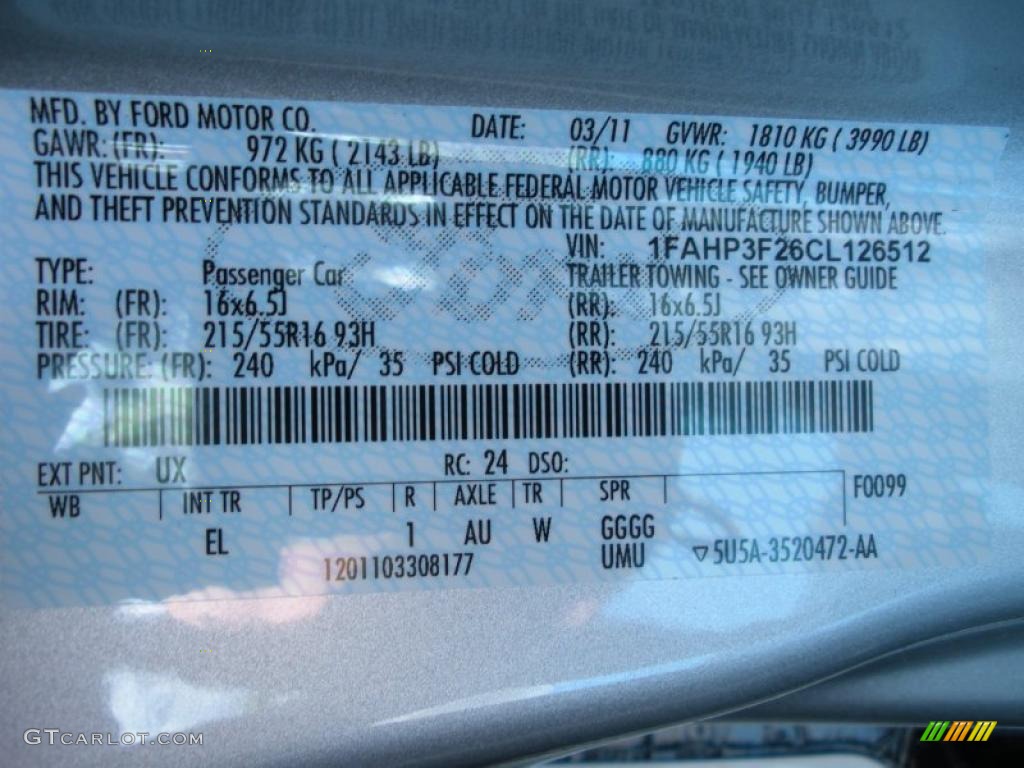 MFD. BY FORD MOTOR CO. DATE: 03/11 GVWR: 1810 KG ( 3990 LB)
GAWR: (FR): 972 KG ( 2143 LB) (RR): 880 KG ( 1940 LB)
THIS VEHICLE CONFORMS TO ALL APPLICABLE FEDERAL MOTOR VEHICLE SAFETY, BUMPER,
AND THEFT PREVENTION STANDARDS IN EFFECT ON THE DATE OF MANUFACTURE SHOWN ABOVE.
VIN: 1FAHP3F26CL126512
TYPE: Passenger Car TRAILER TOWING - SEE OWNER GUIDE
RIM: (FR): 16x6.5J (RR): 16x6.5J
TIRE: (FR): 215/55R16 93H (RR): 215/55R16 93H
PRESSURE: (FR): 240 kPa/ 35 PSI COLD (RR): 240 kPa/ 35 PSI COLD
EXT PNT: UX RC: 24 DSO:
WB INT TR TP/PS R AXLE TR SPR F0099
EL 1 AU W GGGG
1201103308177 UMU ▽5U5A-3520472-AA
GTCARLOT.COM